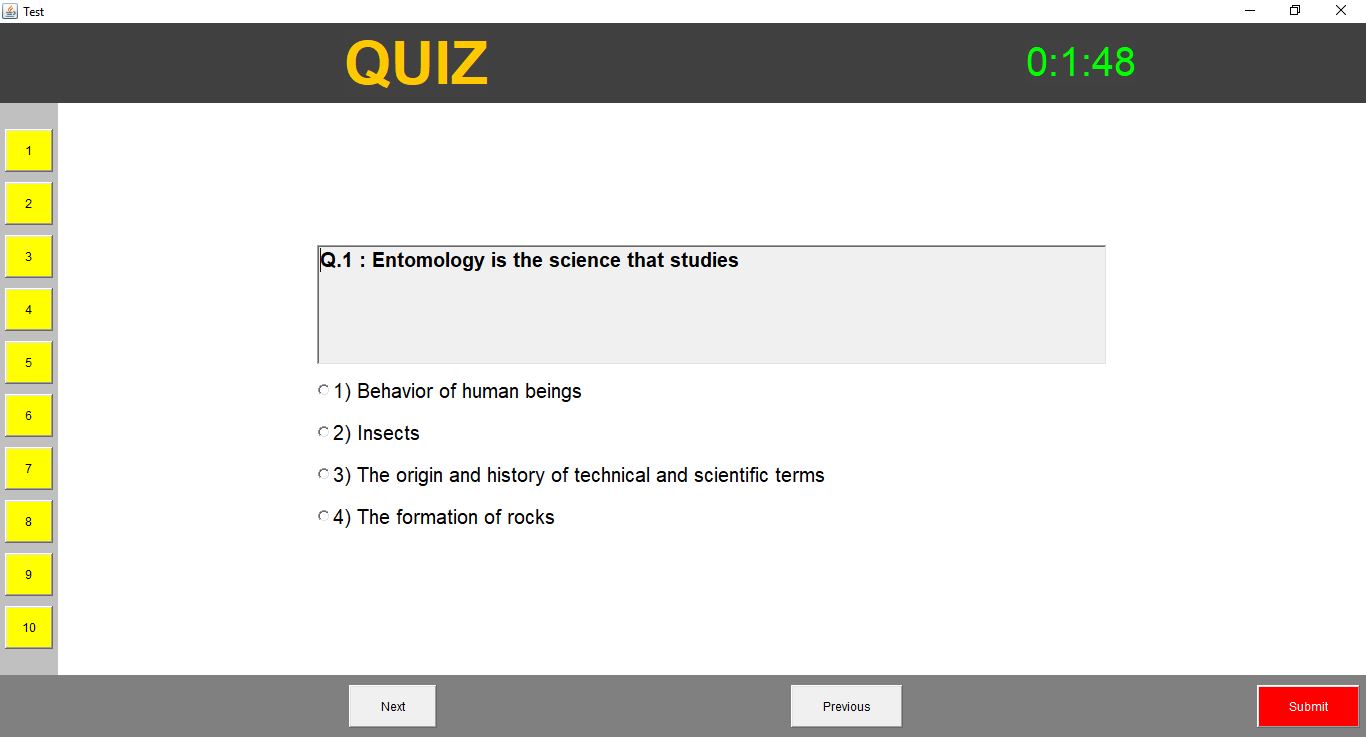 Test
QUIZ
0:1:48
1
2
3
4
5
6
7
8
9
10
Q.1 : Entomology is the science that studies
1) Behavior of human beings
2) Insects
3) The origin and history of technical and scientific terms
4) The formation of rocks
Next
Previous
Submit